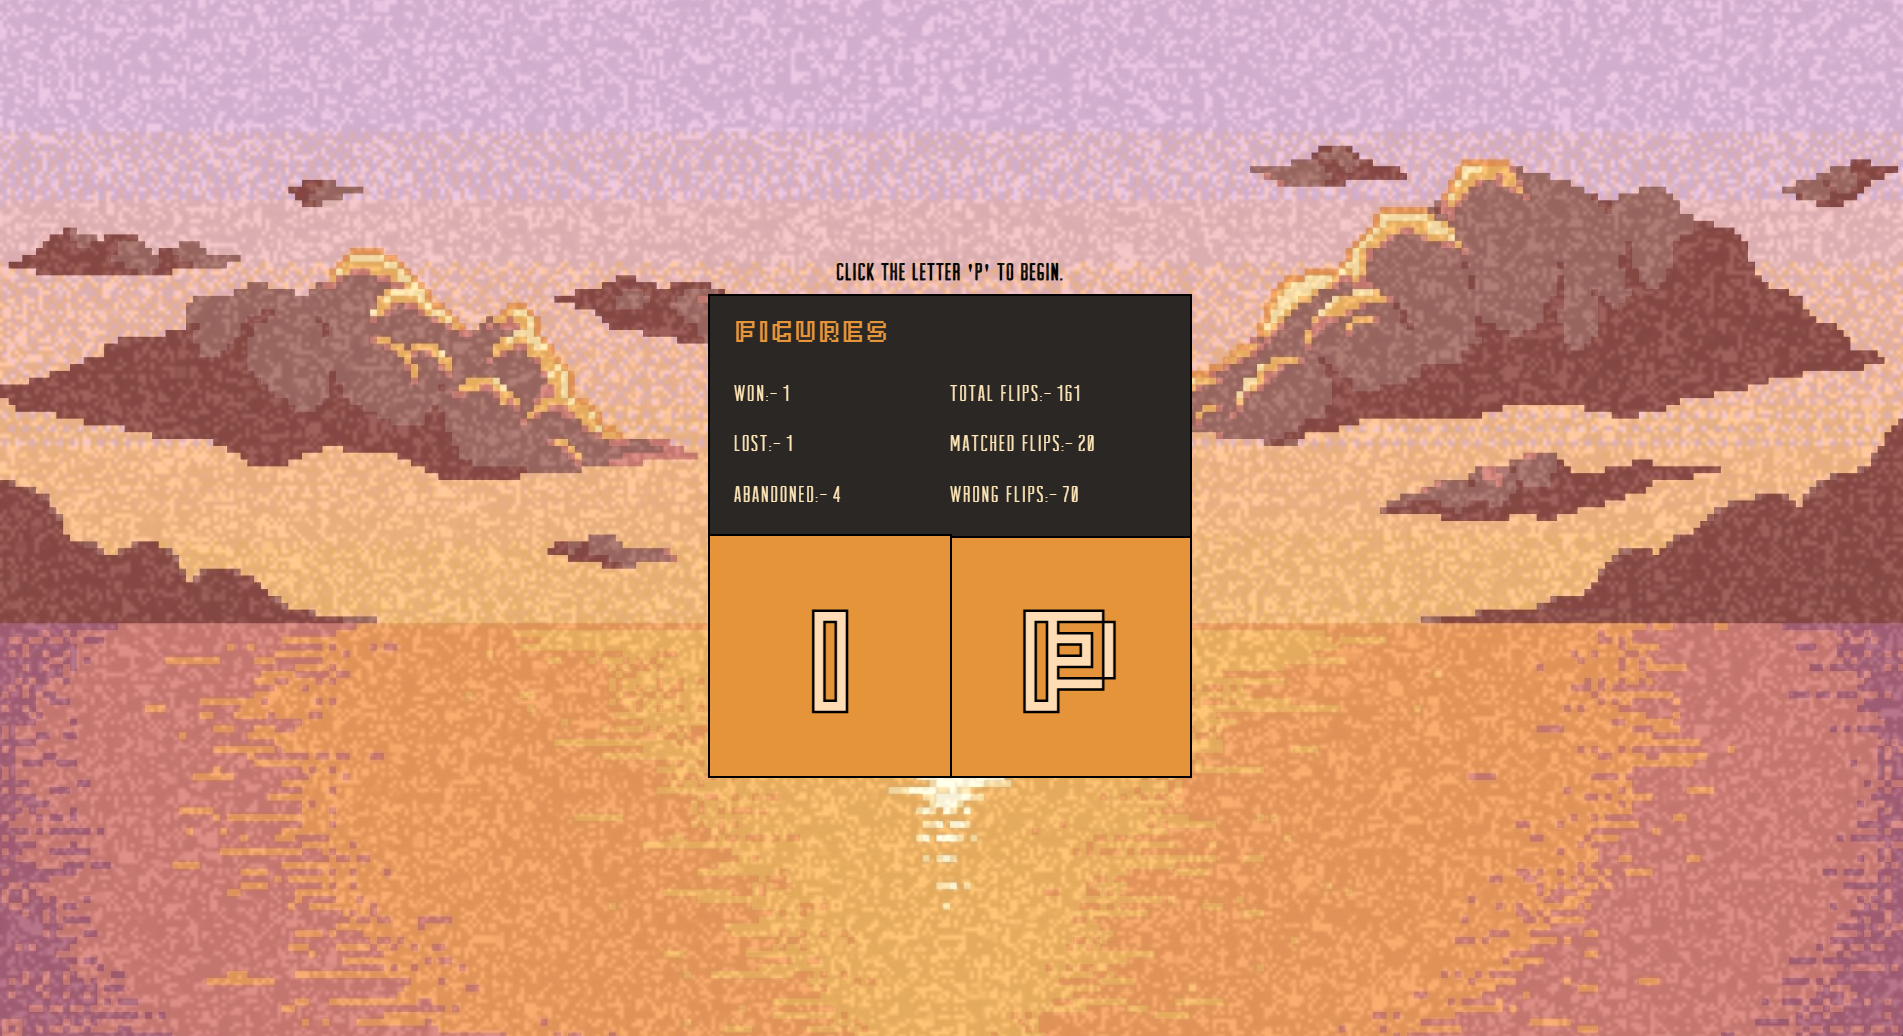 CLICK THE LETTER 'P' TO BEGIN.
FIGURES
WON:- 1
TOTAL FLIPS:- 161
LOST:- 1
MATCHED FLIPS:- 20
ABANDONED:- 4
WRONG FLIPS:- 70
I
P